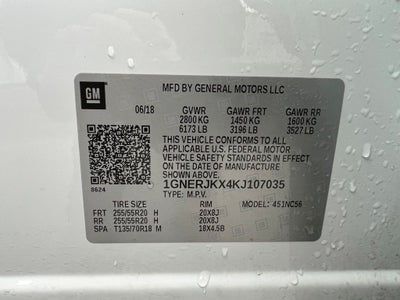 GM
MFD BY GENERAL MOTORS LLC
06/18 GVWR GAWR FRT GAWR RR
2800 KG 1450 KG 1600 KG
6173 LB 3196 LB 3527 LB
THIS VEHICLE CONFORMS TO ALL APPLICABLE
U.S. FEDERAL MOTOR
VEHICLE SAFETY STANDARDS IN EFFECT ON
THE DATE OF MANUFACTURE
SHOWN ABOVE.
8624 1GNERJKX4KJ107035
TYPE: M.P.V. MODEL: 451NC56
TIRE SIZE RIM
FRT 255/55R20 H 20X8J
RR 255/55R20 H 20X8J
SPA T135/70R18 M 18X4.5B